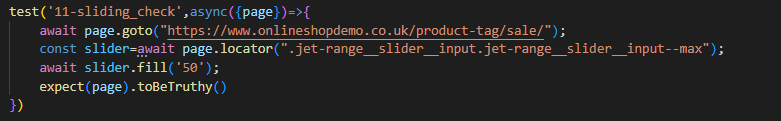 test('11-sliding_check',async({page})=>{
    await page.goto("https://www.onlineshopdemo.co.uk/product-tag/sale/");
    const slider=await page.locator(".jet-range__slider__input.jet-range__slider__input--max");
    await slider.fill('50');
    expect(page).toBeTruthy()
})